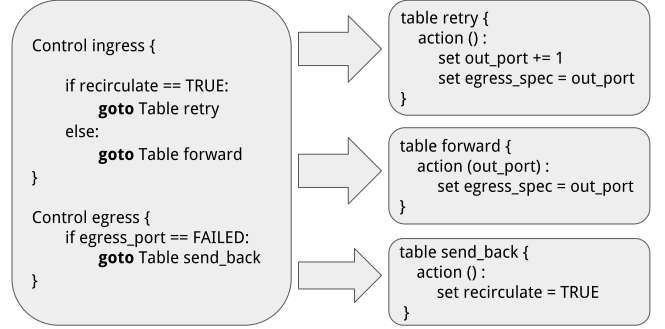 Control ingress {
if recirculate == TRUE:
goto Table retry
else:
goto Table forward
}
Control egress {
if egress_port == FAILED:
goto Table send_back
}
table retry {
action () :
set out_port += 1
set egress_spec = out_port
}
table forward {
action (out_port) :
set egress_spec = out_port
}
table send_back {
action () :
set recirculate = TRUE
}